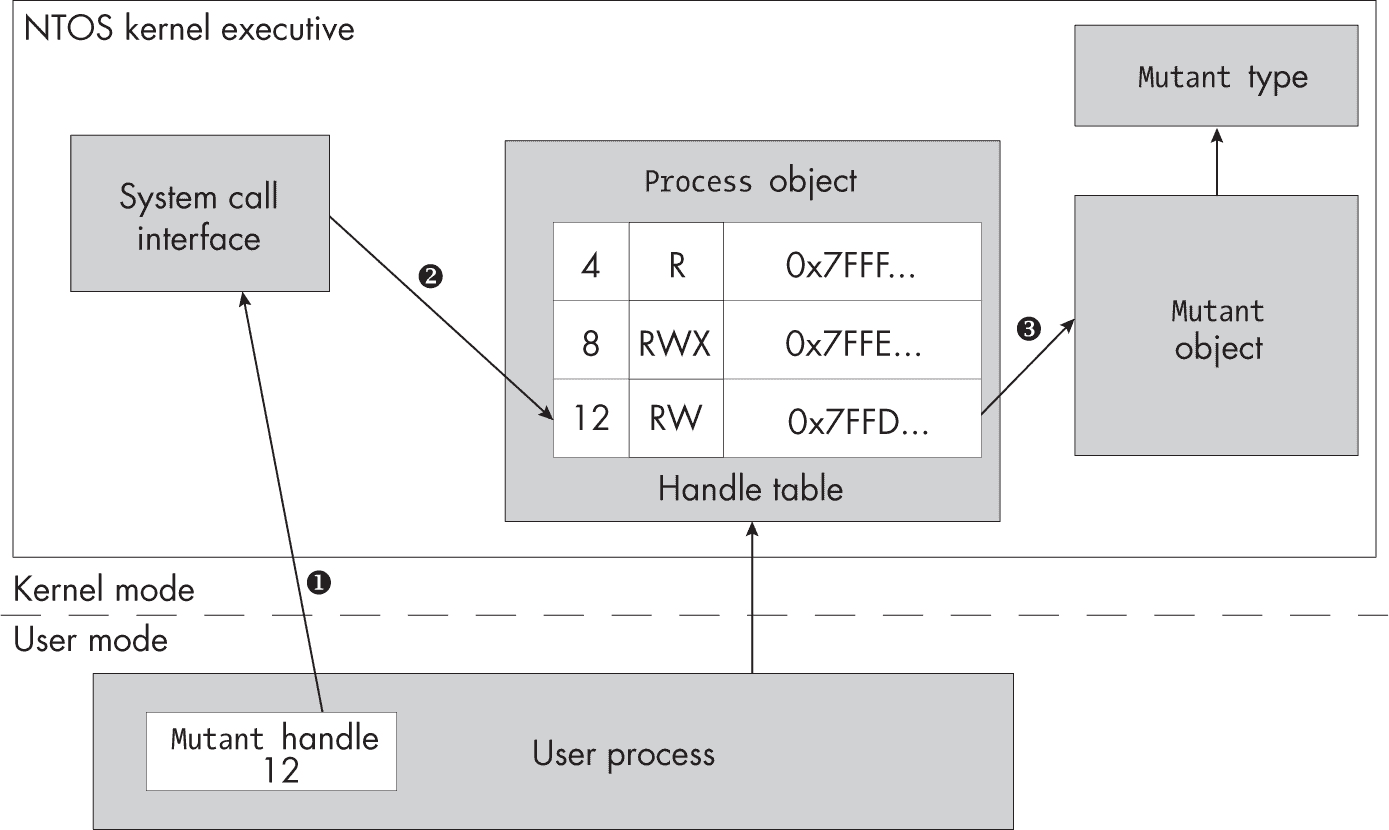 NTOS kernel executive
Mutant type
System call
interface
Process object
❷
4 R 0x7FFF...
8 RWX 0x7FFE...
12 RW 0x7FFD...
Handle table
❸
Mutant
object
❶
Kernel mode
User mode
Mutant handle
12
User process